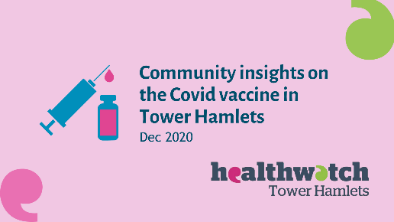 Community insights on
the Covid vaccine in
Tower Hamlets
Dec 2020
healthwatch
Tower Hamlets